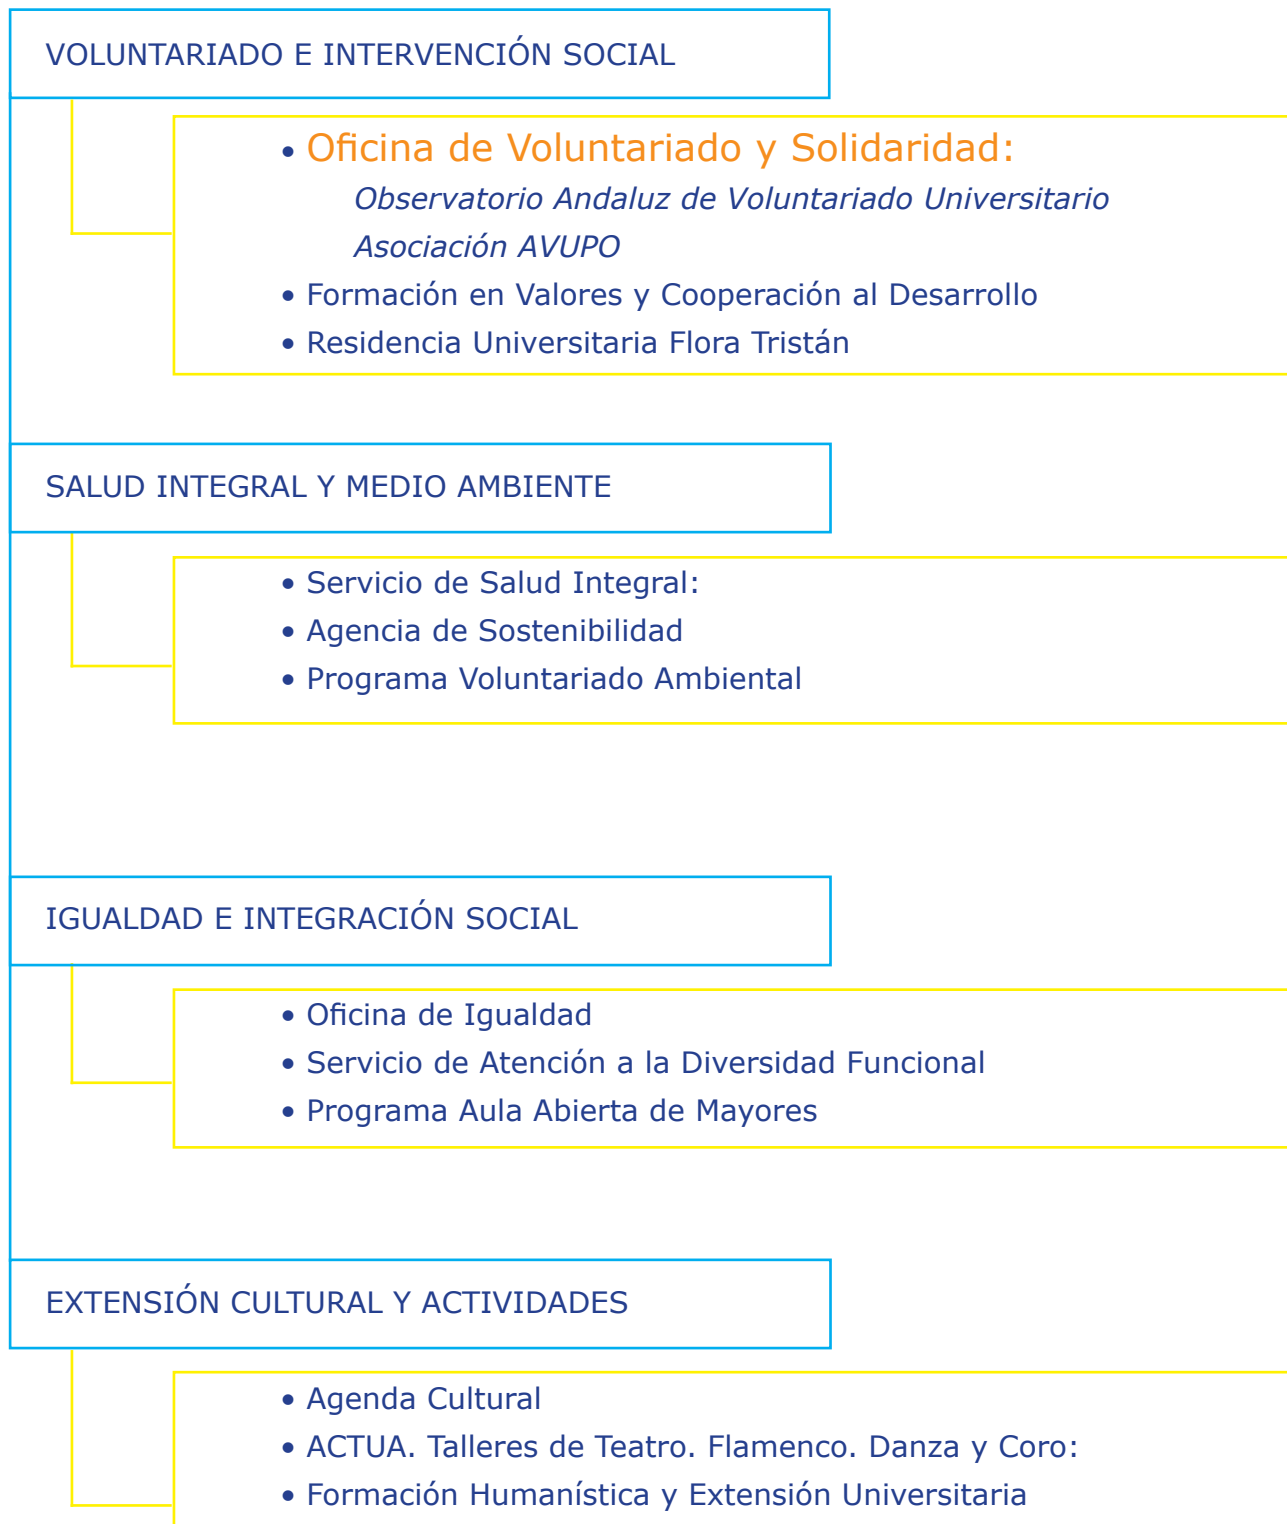 VOLUNTARIADO E INTERVENCIÓN SOCIAL
• Oficina de Voluntariado y Solidaridad:
Observatorio Andaluz de Voluntariado Universitario
Asociación AVUPO
• Formación en Valores y Cooperación al Desarrollo
• Residencia Universitaria Flora Tristán
SALUD INTEGRAL Y MEDIO AMBIENTE
• Servicio de Salud Integral:
• Agencia de Sostenibilidad
• Programa Voluntariado Ambiental
IGUALDAD E INTEGRACIÓN SOCIAL
• Oficina de Igualdad
• Servicio de Atención a la Diversidad Funcional
• Programa Aula Abierta de Mayores
EXTENSIÓN CULTURAL Y ACTIVIDADES
• Agenda Cultural
• ACTUA. Talleres de Teatro. Flamenco. Danza y Coro:
• Formación Humanística y Extensión Universitaria